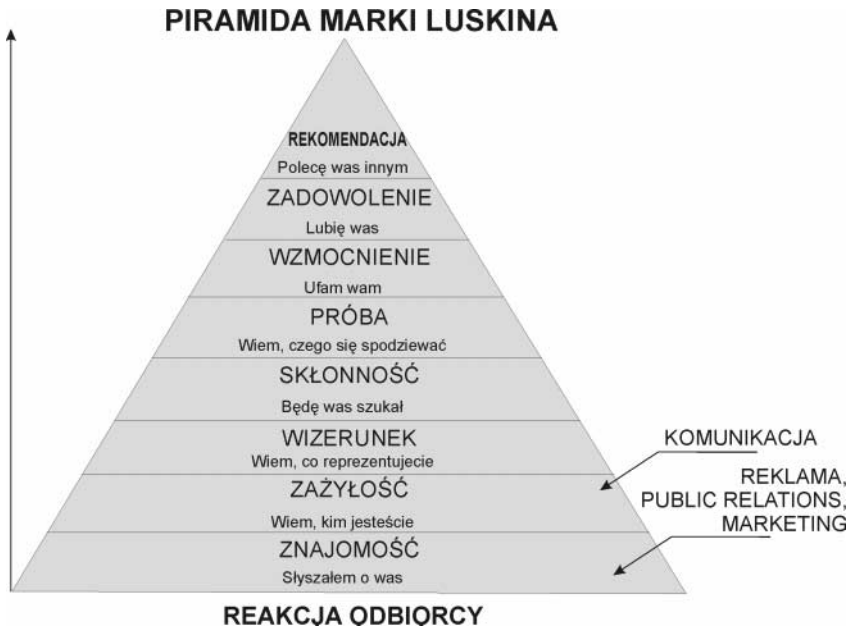 PIRAMIDA MARKI LUSKINA
REKOMENDACJA
Polecę was innym
ZADOWOLENIE
Lubię was
WZMOCNIENIE
Ufam wam
PRÓBA
Wiem, czego się spodziewać
SKŁONNOŚĆ
Będę was szukał
WIZERUNEK
Wiem, co reprezentujecie
KOMUNIKACJA
ZAŻYŁOŚĆ
Wiem, kim jesteście
REKLAMA,
PUBLIC RELATIONS,
MARKETING
ZNAJOMOŚĆ
Słyszałem o was
REAKCJA ODBIORCY